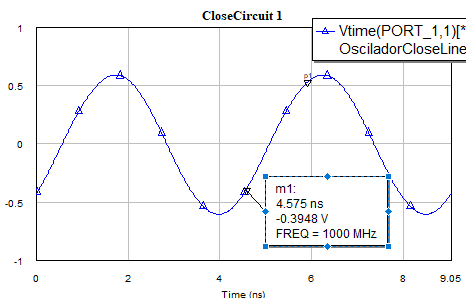 CloseCircuit 1
Vtime(PORT_1,1)[*
OsciladorCloseLine
1
0.5
0
-0.5
-1
p1
m1:
4.575 ns
-0.3948 V
FREQ = 1000 MHz
0 2 4 6 8 9.05
Time (ns)